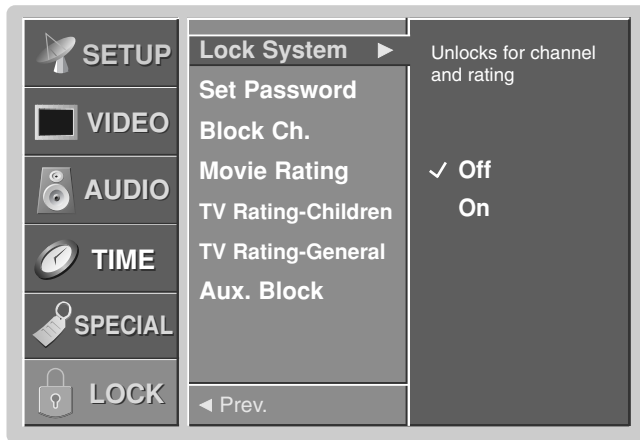 SETUP
VIDEO
AUDIO
TIME
SPECIAL
LOCK
Lock System ►
Set Password
Block Ch.
Movie Rating
TV Rating-Children
TV Rating-General
Aux. Block
◄ Prev.
Unlocks for channel
and rating
✓ Off
On